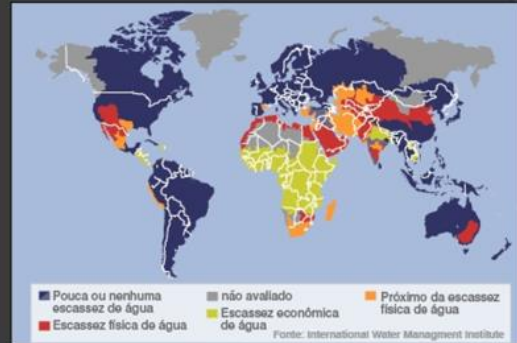 Pouca ou nenhuma
escassez de água
Escassez física de água
não avaliado
Escassez econômica
de água
Próximo da escassez
física de água
Fonte: International Water Managment Institute